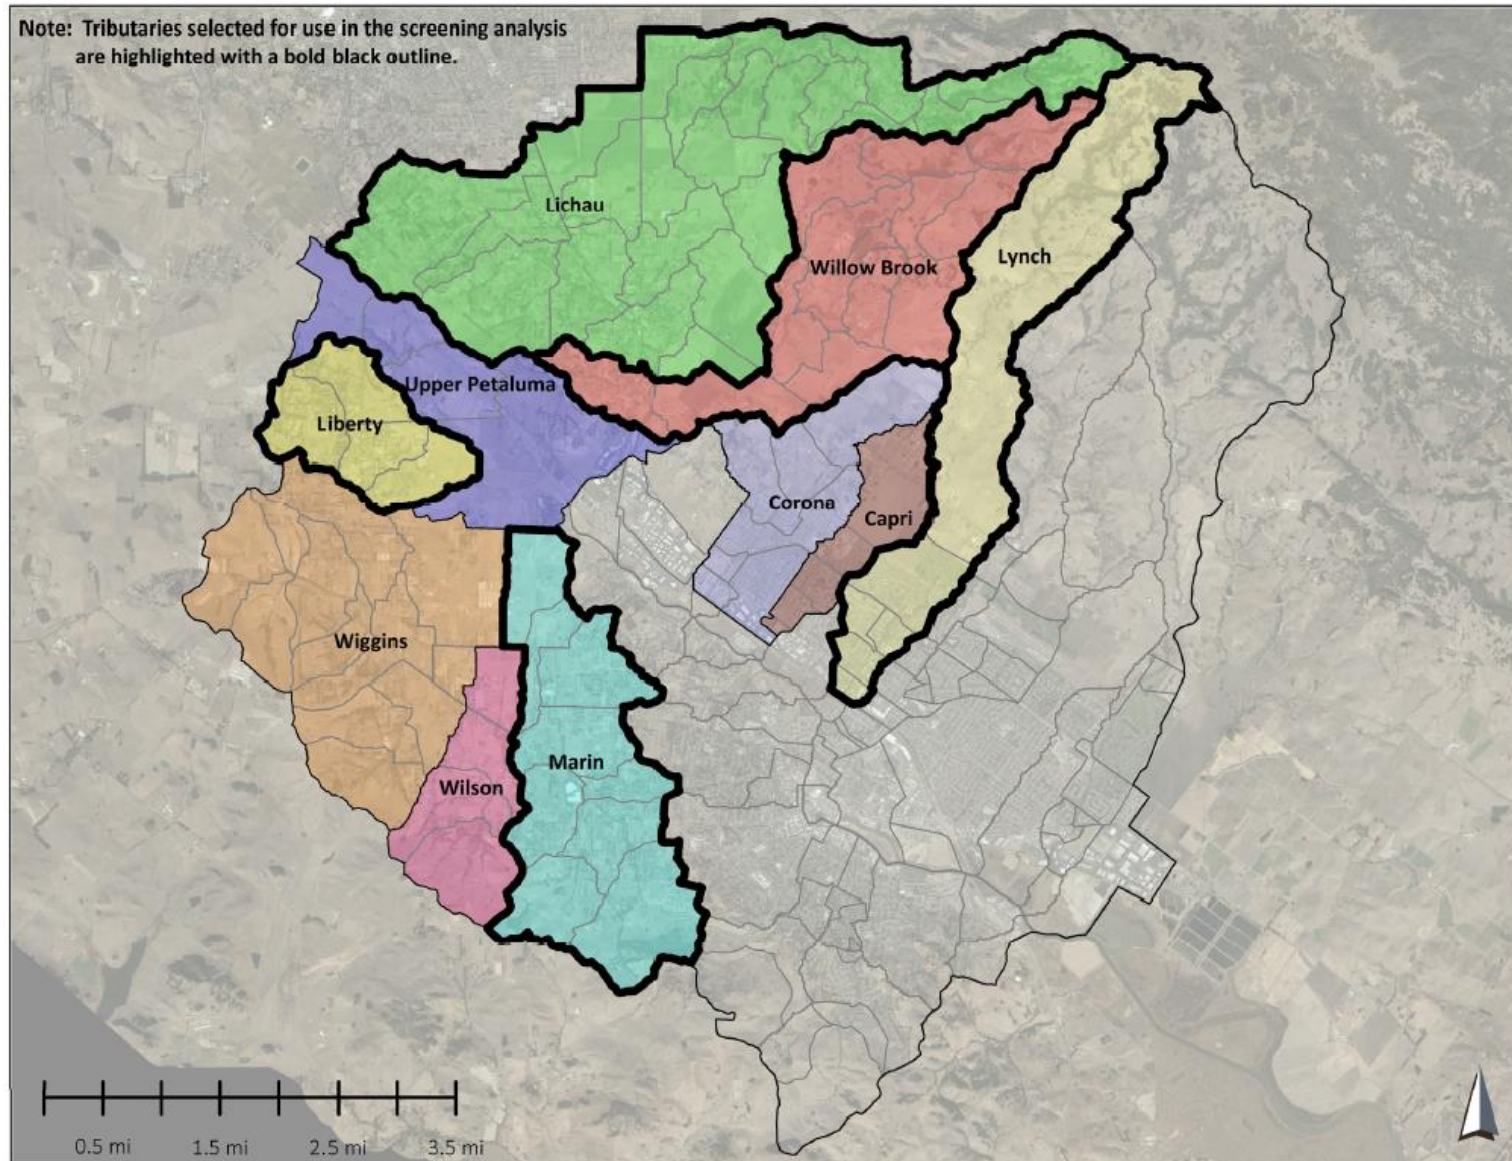 Note: Tributaries selected for use in the screening analysis
are highlighted with a bold black outline.
Lichau
Willow Brook
Lynch
Upper Petaluma
Liberty
Corona
Capri
Wiggins
Marin
Wilson
0.5 mi 1.5 mi 2.5 mi 3.5 mi